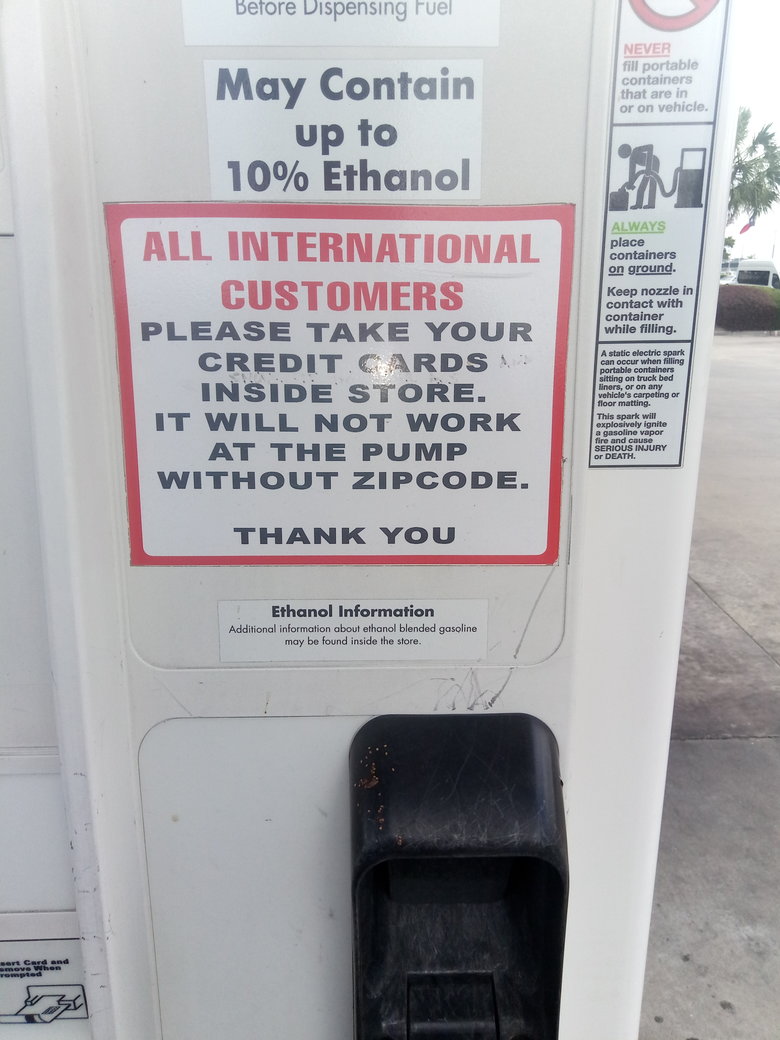 Before Dispensing Fuel
May Contain
up to
10% Ethanol
ALL INTERNATIONAL
CUSTOMERS
PLEASE TAKE YOUR
CREDIT CARDS
INSIDE STORE.
IT WILL NOT WORK
AT THE PUMP
WITHOUT ZIPCODE.
THANK YOU
Ethanol Information
Additional information about ethanol blended gasoline
may be found inside the store.
NEVER
fill portable
containers
that are in
or on vehicle.
ALWAYS
place
containers
on ground.
Keep nozzle in
contact with
container
while filling.
A static electric spark
can occur when filling
portable containers
sitting on truck bed
liners, or on any
vehicle's carpeting or
floor matting.
This spark will
explosively ignite
a gasoline vapor
fire and cause
SERIOUS INJURY
or DEATH.
Card and
When